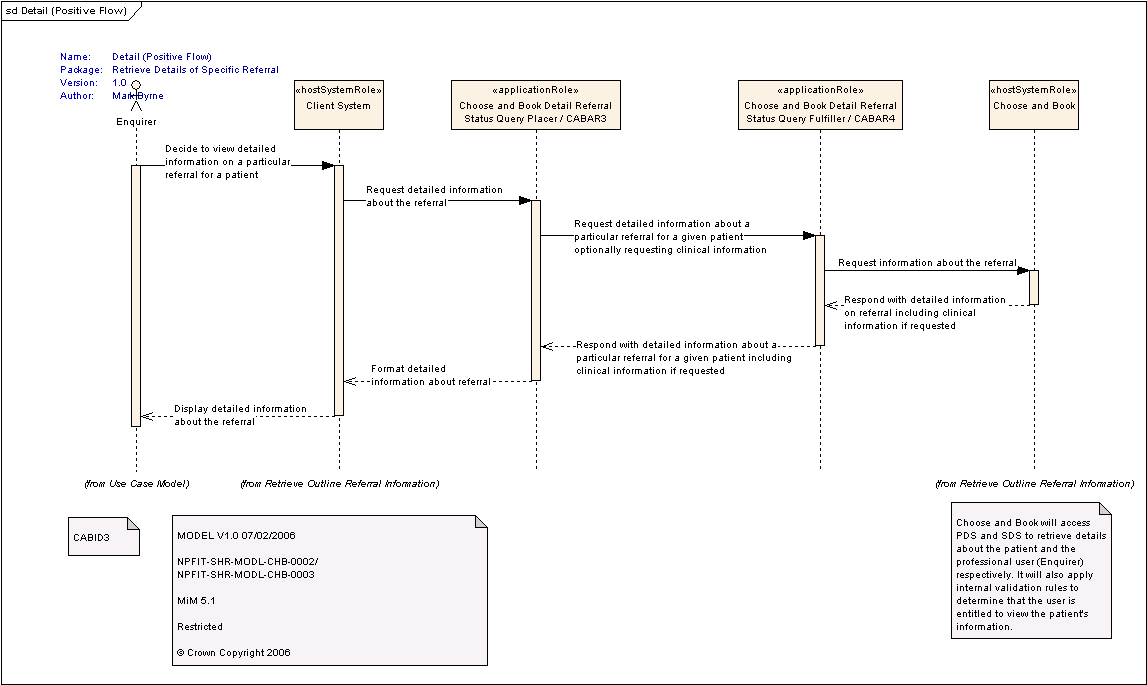 sd Detail (Positive Flow)
Name: Detail (Positive Flow)
Package: Retrieve Details of Specific Referral
Version: 1.0
Author: Mark Byrne
Enquirer
«hostSystemRole»
Client System
«applicationRole»
Choose and Book Detail Referral
Status Query Placer / CABAR3
«applicationRole»
Choose and Book Detail Referral
Status Query Fulfiller / CABAR4
«hostSystemRole»
Choose and Book
Decide to view detailed
information on a particular
referral for a patient
Request detailed information
about the referral
Request detailed information about a
particular referral for a given patient
optionally requesting clinical information
Request information about the referral
Respond with detailed information
on referral including clinical
information if requested
Respond with detailed information about a
particular referral for a given patient including
clinical information if requested
Format detailed
information about referral
Display detailed information
about the referral
(from Use Case Model)
(from Retrieve Outline Referral Information)
(from Retrieve Outline Referral Information)
CABID3
MODEL V1.0 07/02/2006
NPFIT-SHR-MODL-CHB-0002/
NPFIT-SHR-MODL-CHB-0003
MiM 5.1
Restricted
© Crown Copyright 2006
Choose and Book will access
PDS and SDS to retrieve details
about the patient and the
professional user (Enquirer)
respectively. It will also apply
internal validation rules to
determine that the user is
entitled to view the patient's
information.